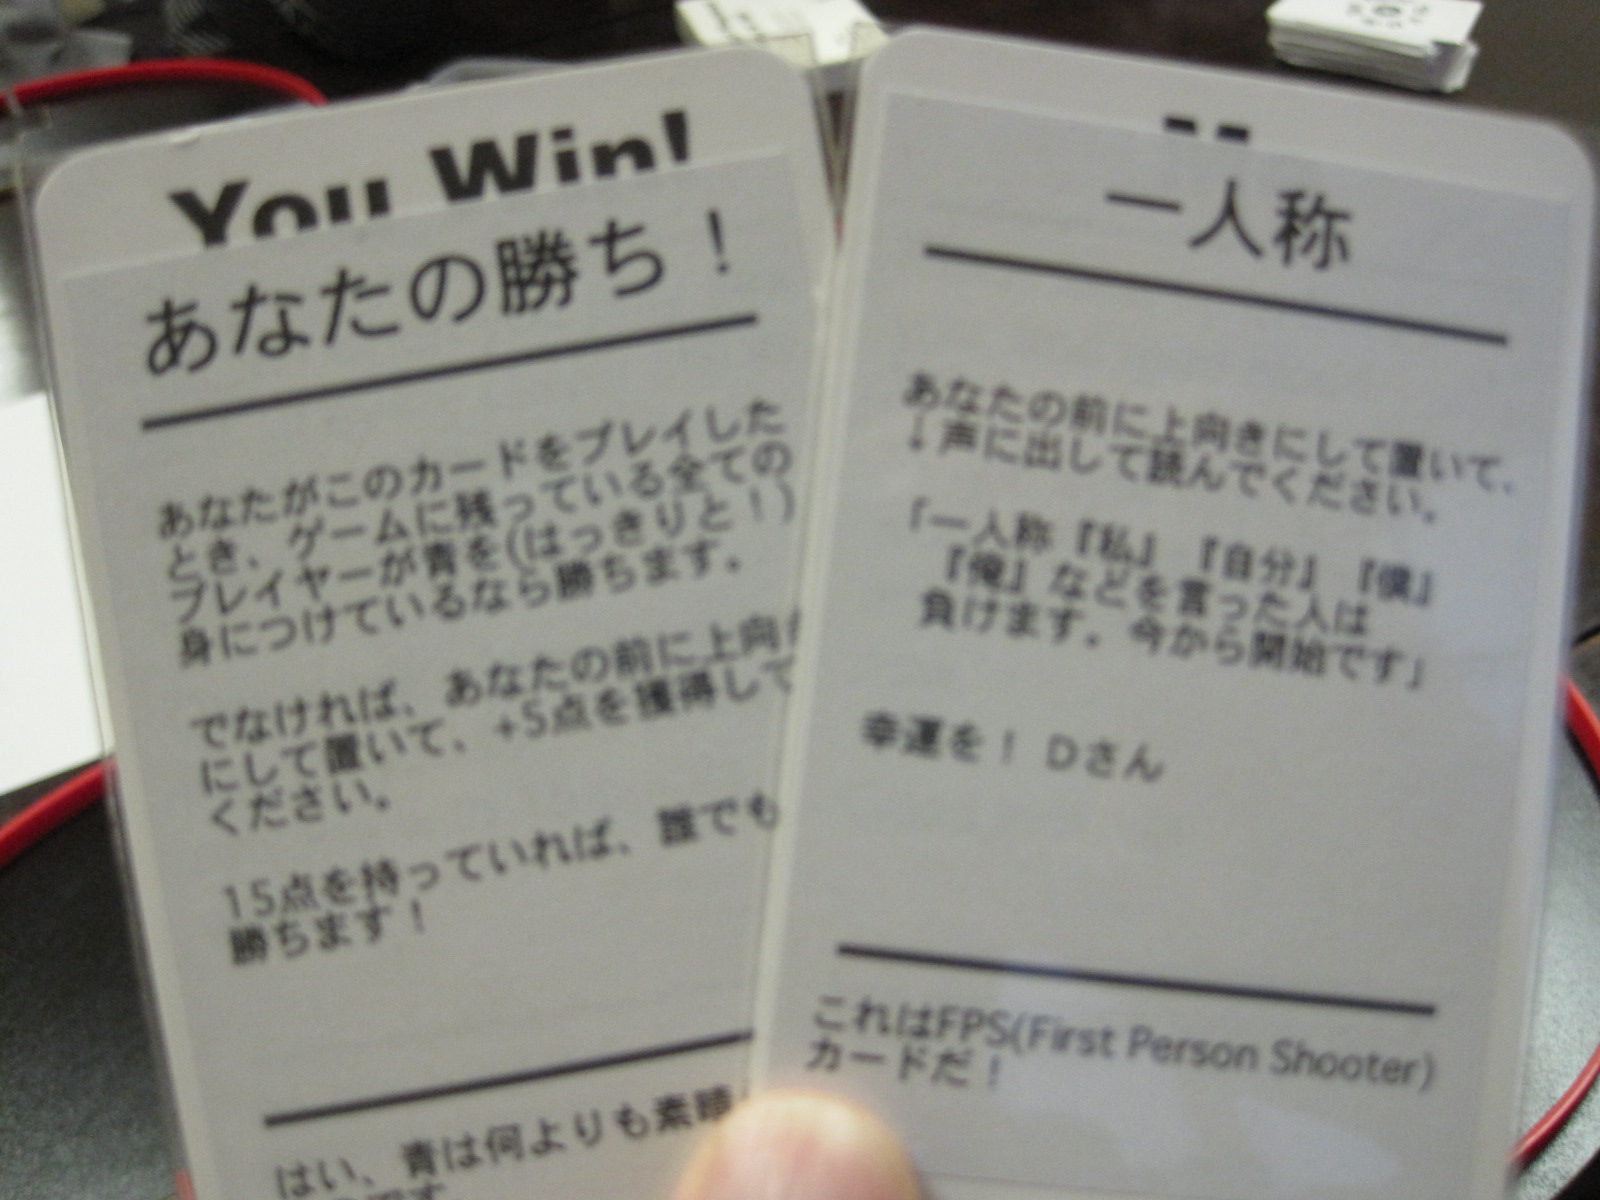 You Win!
あなたの勝ち！
あなたがこのカードをプレイした
とき、ゲームに残っている全ての
プレイヤーが青を(はっきりと！)
身につけているなら勝ちます。
でなければ、あなたの前に上向
にして置いて、+5点を獲得して
ください。
15点を持っていれば、誰でも
勝ちます！
はい、青は何よりも素晴
です
一人称
あなたの前に上向きにして置いて、
↓声に出して読んでください。
「一人称『私』『自分』『僕』
『俺』などを言った人は
負けます。今から開始です」
幸運を！ Dさん
これはFPS(First Person Shooter)
カードだ！